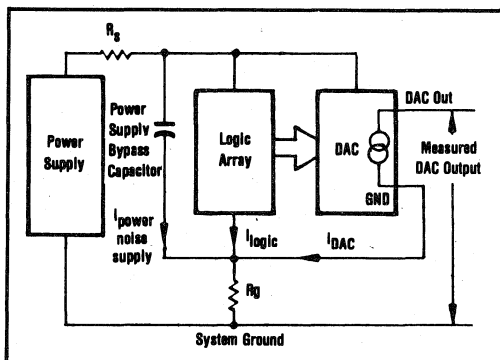 Rs
Power
Supply
Power
Supply
Bypass
Capacitor
Logic
Array
DAC
GND
DAC Out
Measured
DAC Output
Ipower
noise
supply
Ilogic
IDAC
Rg
System Ground